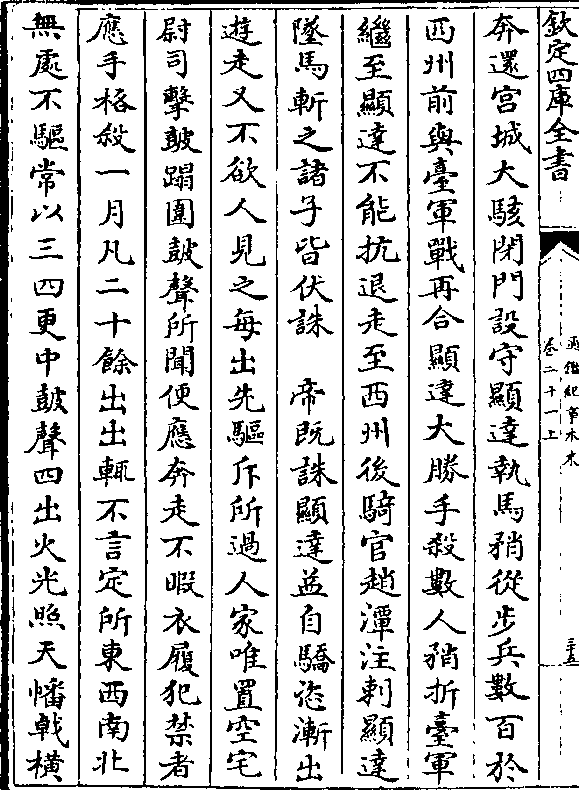 欽定四庫全書
通鑑紀事本末
卷二十一上
三十五
奔還宫城大駭閉門設守顯達執馬矟從步兵數百於
西州前與臺軍戰再合顯達大勝手殺數人矟折臺軍
繼至顯達不能抗退走至西州後騎官趙潭注刺顯達
墜馬斬之諸子皆伏誅　帝既誅顯達益自驕恣漸出
遊走又不欲人見之每出先驅斥所過人家唯置空宅
尉司擊鼓蹋圍鼓聲所聞便應奔走不暇衣履犯禁者
應手格殺一月凡二十餘出出輒不言定所東西南北
無處不驅常以三四更中鼓聲四出火光照天幡戟橫